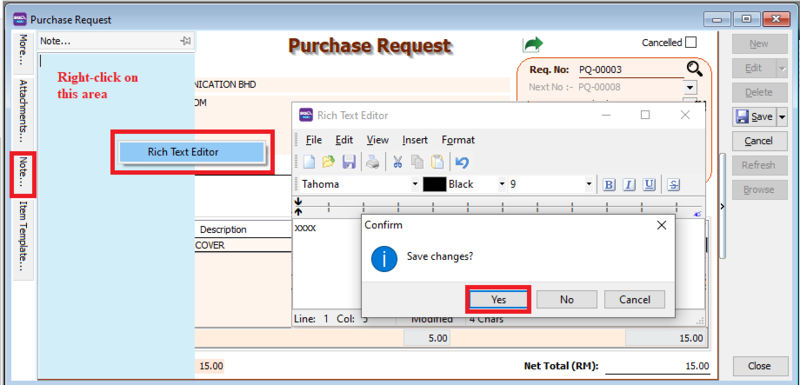 Purchase Request
More...
Attachments...
Note...
Item Template...
Note...
Right-click on
this area
Rich Text Editor
Purchase Request
Cancelled
Req. No: PQ-00003
Next No :- PQ-00008
NICATION BHD
OM
Description
COVER
5.00
15.00
15.00
Net Total (RM):
15.00
Rich Text Editor
File Edit View Insert Format
Tahoma Black 9 B I U S
xxxx
Confirm
Save changes?
Yes No Cancel
Line: 1 Col: 5 Modified 4 Chars
New
Edit
Delete
Save
Cancel
Refresh
Browse
Close